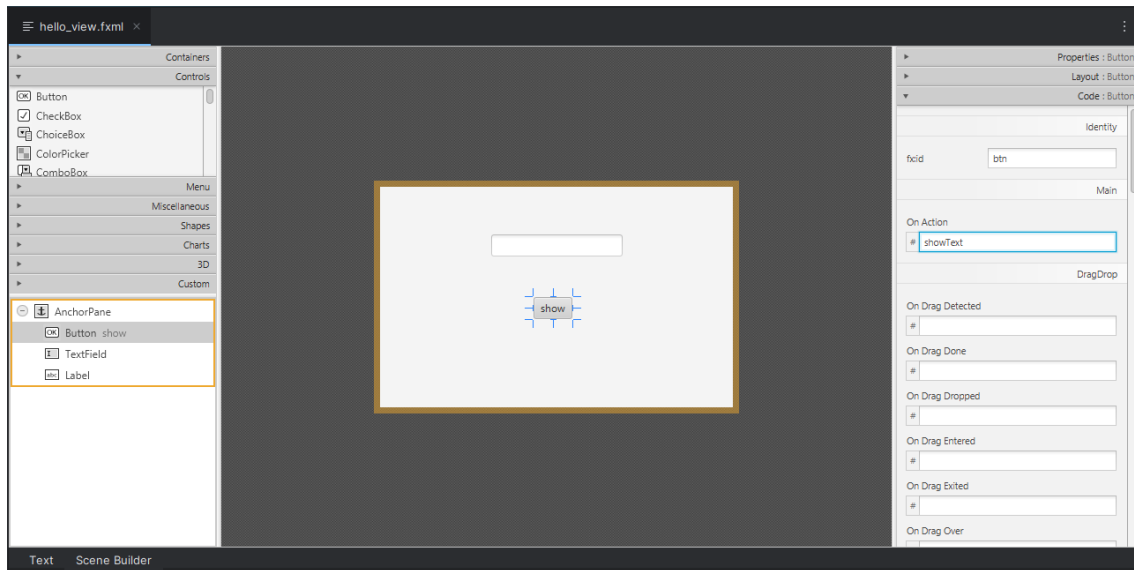 hello_view.fxml
Containers
Controls
Button
CheckBox
ChoiceBox
ColorPicker
ComboBox
Menu
Miscellaneous
Shapes
Charts
3D
Custom
AnchorPane
Button show
TextField
Label
show
Properties : Button
Layout : Button
Code : Button
Identity
fx:id btn
Main
On Action
# showText
DragDrop
On Drag Detected
#
On Drag Done
#
On Drag Dropped
#
On Drag Entered
#
On Drag Exited
#
On Drag Over
Text Scene Builder